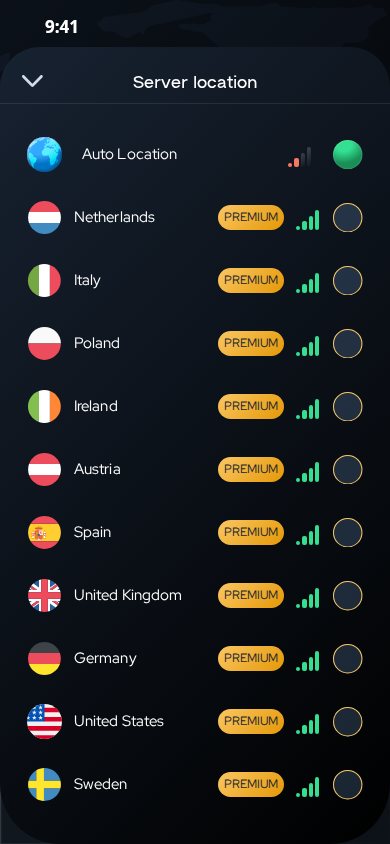 9:41
Server location
Auto Location
Netherlands PREMIUM
Italy PREMIUM
Poland PREMIUM
Ireland PREMIUM
Austria PREMIUM
Spain PREMIUM
United Kingdom PREMIUM
Germany PREMIUM
United States PREMIUM
Sweden PREMIUM